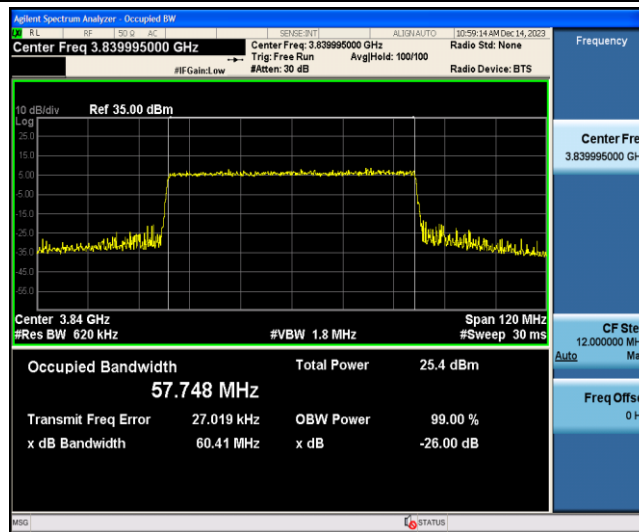 Agilent Spectrum Analyzer - Occupied BW
RL RF 50 Ω AC SENSE:INT ALIGN AUTO 10:59:14 AM Dec 14, 2023
Center Freq 3.839995000 GHz Center Freq: 3.839995000 GHz Radio Std: None
Trig: Free Run Avg|Hold: 100/100
#IFGain:Low #Atten: 30 dB Radio Device: BTS
Frequency
10 dB/div Ref 35.00 dBm
Log
25.0
15.0
5.00
-5.00
-15.0
-25.0
-35.0
-45.0
-55.0
Center 3.84 GHz Span 120 MHz
#Res BW 620 kHz #VBW 1.8 MHz #Sweep 30 ms
Occupied Bandwidth Total Power 25.4 dBm
57.748 MHz
Transmit Freq Error 27.019 kHz OBW Power 99.00 %
x dB Bandwidth 60.41 MHz x dB -26.00 dB
Center Fre
3.839995000 GH
CF Ste
12.000000 MH
Auto Ma
Freq Offs
0 H
MSG STATUS